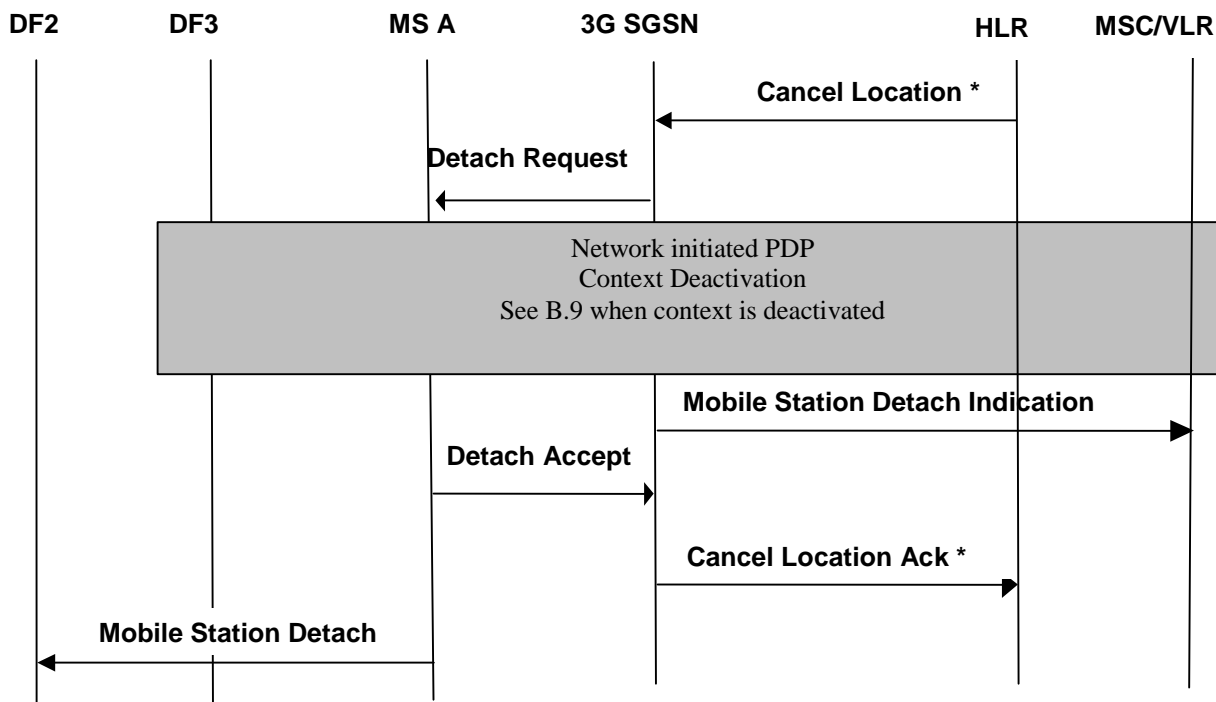 DF2 DF3 MS A 3G SGSN HLR MSC/VLR
Cancel Location *
Detach Request
Network initiated PDP
Context Deactivation
See B.9 when context is deactivated
Mobile Station Detach Indication
Detach Accept
Cancel Location Ack *
Mobile Station Detach